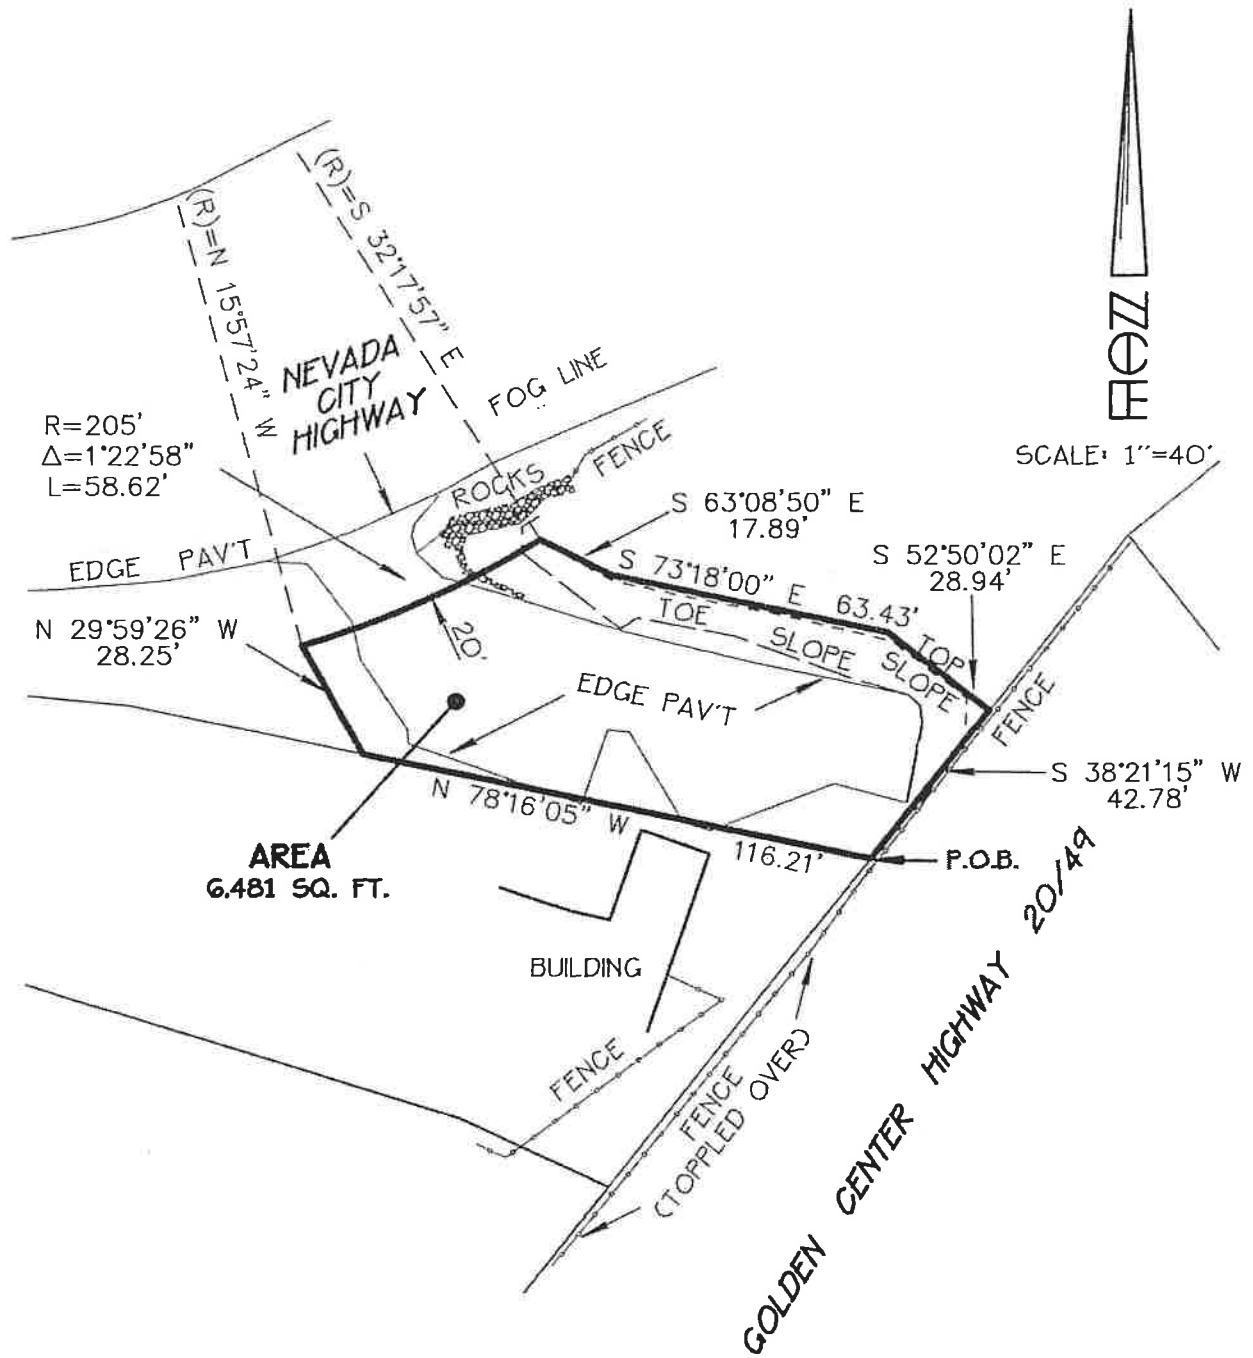 (R)=S 32°17'57" E
(R)=N 15°57'24" W
NEVADA
CITY
HIGHWAY
FOG LINE
R=205'
Δ=1°22'58"
L=58.62'
ROCKS
FENCE
SCALE: 1"=40'
S 63°08'50" E
17.89'
S 73°18'00" E 63.43'
S 52°50'02" E
28.94'
EDGE PAV'T
N 29°59'26" W
28.25'
20'
TOE SLOPE
TOP SLOPE
EDGE PAV'T
FENCE
S 38°21'15" W
42.78'
N 78°16'05" W 116.21'
P.O.B.
AREA
6.481 SQ. FT.
BUILDING
FENCE
FENCE
(TOPPLED OVER)
GOLDEN CENTER HIGHWAY 20/49